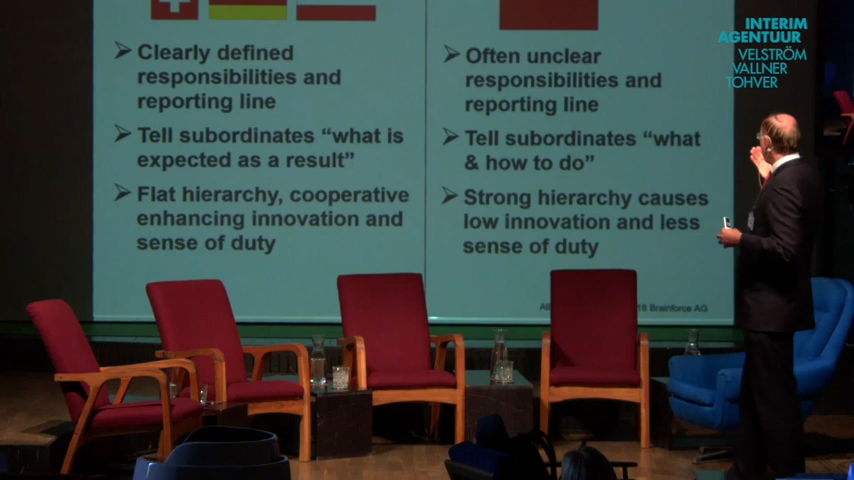 INTERIM
AGENTUUR
VELSTRÖM
VALLNER
TOHVER
➤ Clearly defined
responsibilities and
reporting line
➤ Tell subordinates “what is
expected as a result”
➤ Flat hierarchy, cooperative
enhancing innovation and
sense of duty
➤ Often unclear
responsibilities and
reporting line
➤ Tell subordinates “what
& how to do”
➤ Strong hierarchy causes
low innovation and less
sense of duty
Brainforce AG